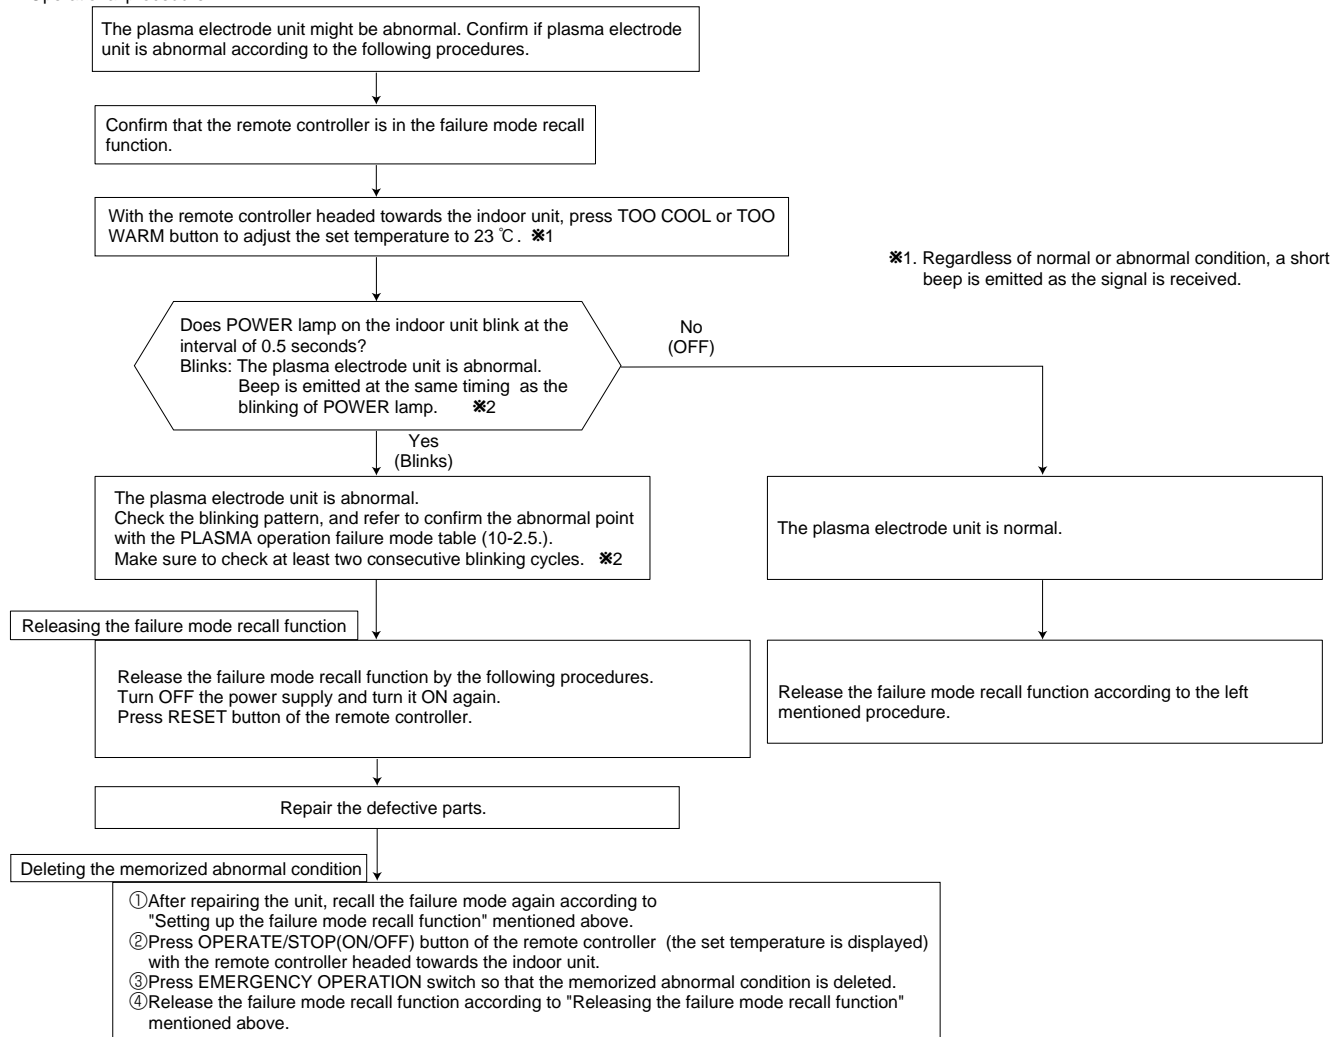 The plasma electrode unit might be abnormal. Confirm if plasma electrode
unit is abnormal according to the following procedures.
Confirm that the remote controller is in the failure mode recall
function.
With the remote controller headed towards the indoor unit, press TOO COOL or TOO
WARM button to adjust the set temperature to 23 ℃. ※1
※1. Regardless of normal or abnormal condition, a short
beep is emitted as the signal is received.
Does POWER lamp on the indoor unit blink at the
interval of 0.5 seconds?
Blinks: The plasma electrode unit is abnormal.
Beep is emitted at the same timing as the
blinking of POWER lamp. ※2
No
(OFF)
Yes
(Blinks)
The plasma electrode unit is abnormal.
Check the blinking pattern, and refer to confirm the abnormal point
with the PLASMA operation failure mode table (10-2.5.).
Make sure to check at least two consecutive blinking cycles. ※2
The plasma electrode unit is normal.
Releasing the failure mode recall function
Release the failure mode recall function by the following procedures.
Turn OFF the power supply and turn it ON again.
Press RESET button of the remote controller.
Release the failure mode recall function according to the left
mentioned procedure.
Repair the defective parts.
Deleting the memorized abnormal condition
①After repairing the unit, recall the failure mode again according to
"Setting up the failure mode recall function" mentioned above.
②Press OPERATE/STOP(ON/OFF) button of the remote controller (the set temperature is displayed)
with the remote controller headed towards the indoor unit.
③Press EMERGENCY OPERATION switch so that the memorized abnormal condition is deleted.
④Release the failure mode recall function according to "Releasing the failure mode recall function"
mentioned above.